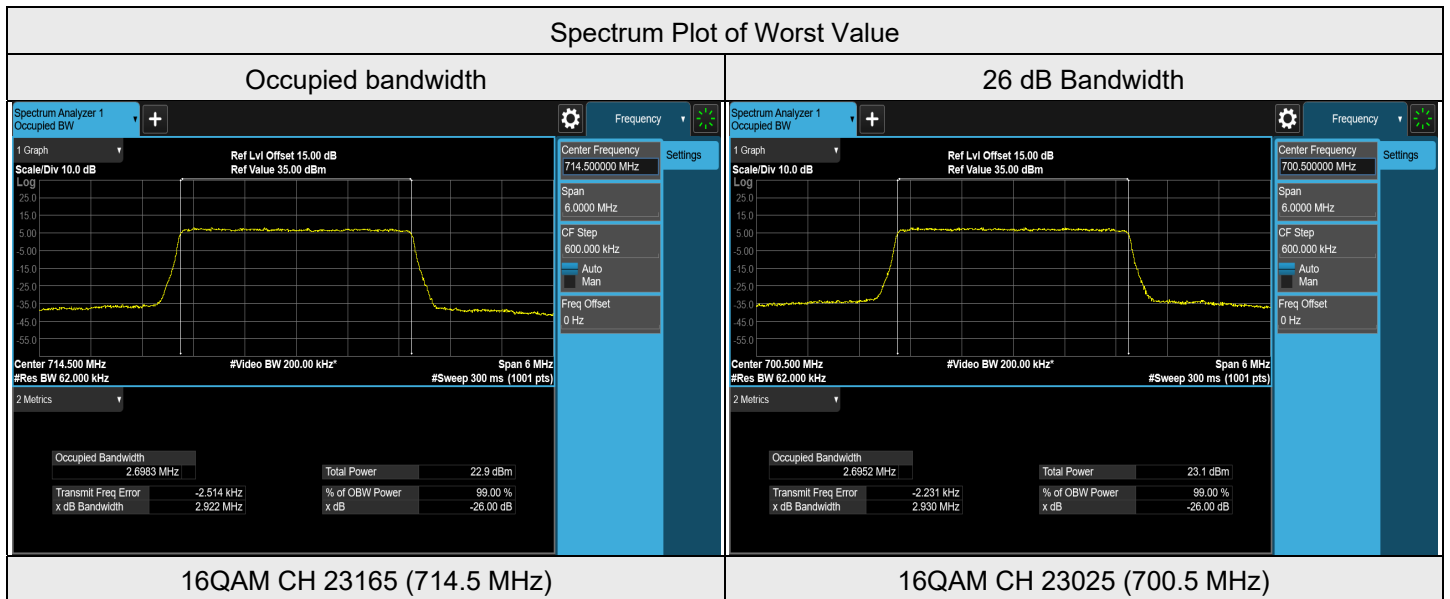 Spectrum Plot of Worst Value
Occupied bandwidth
26 dB Bandwidth
Spectrum Analyzer 1
Occupied BW
+
Frequency
1 Graph
Scale/Div 10.0 dB
Ref Lvl Offset 15.00 dB
Ref Value 35.00 dBm
Log
25.0
15.0
5.00
-5.00
-15.0
-25.0
-35.0
-45.0
-55.0
Center 714.500 MHz
#Res BW 62.000 kHz
#Video BW 200.00 kHz*
Span 6 MHz
#Sweep 300 ms (1001 pts)
Center Frequency
714.500000 MHz
Settings
Span
6.0000 MHz
CF Step
600.000 kHz
Auto
Man
Freq Offset
0 Hz
2 Metrics
Occupied Bandwidth
2.6983 MHz
Total Power 22.9 dBm
Transmit Freq Error -2.514 kHz
% of OBW Power 99.00 %
x dB Bandwidth 2.922 MHz
x dB -26.00 dB
Spectrum Analyzer 1
Occupied BW
+
Frequency
1 Graph
Scale/Div 10.0 dB
Ref Lvl Offset 15.00 dB
Ref Value 35.00 dBm
Log
25.0
15.0
5.00
-5.00
-15.0
-25.0
-35.0
-45.0
-55.0
Center 700.500 MHz
#Res BW 62.000 kHz
#Video BW 200.00 kHz*
Span 6 MHz
#Sweep 300 ms (1001 pts)
Center Frequency
700.500000 MHz
Settings
Span
6.0000 MHz
CF Step
600.000 kHz
Auto
Man
Freq Offset
0 Hz
2 Metrics
Occupied Bandwidth
2.6952 MHz
Total Power 23.1 dBm
Transmit Freq Error -2.231 kHz
% of OBW Power 99.00 %
x dB Bandwidth 2.930 MHz
x dB -26.00 dB
16QAM CH 23165 (714.5 MHz)
16QAM CH 23025 (700.5 MHz)